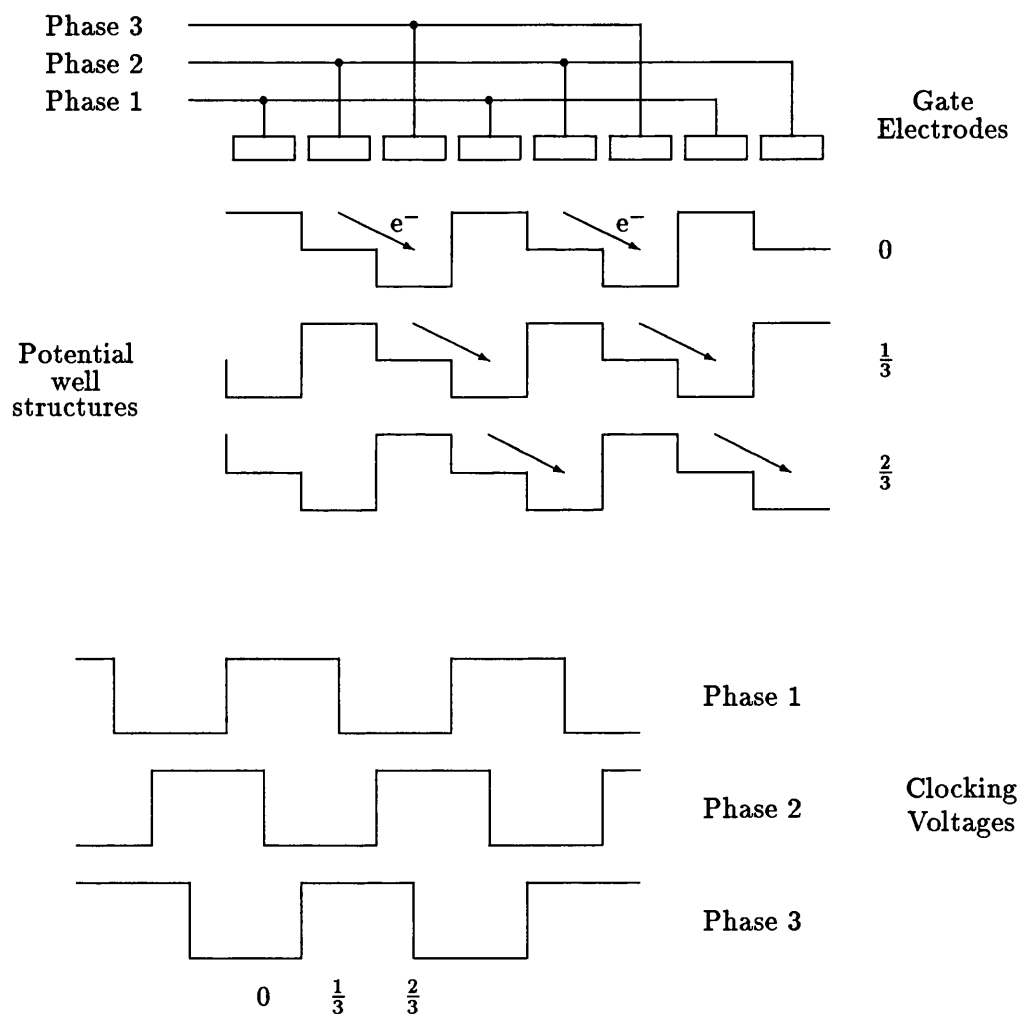 Phase 3
Phase 2
Phase 1
Gate
Electrodes
e⁻ e⁻
0
Potential
well
structures
1/3
2/3
Phase 1
Phase 2
Clocking
Voltages
Phase 3
0 1/3 2/3